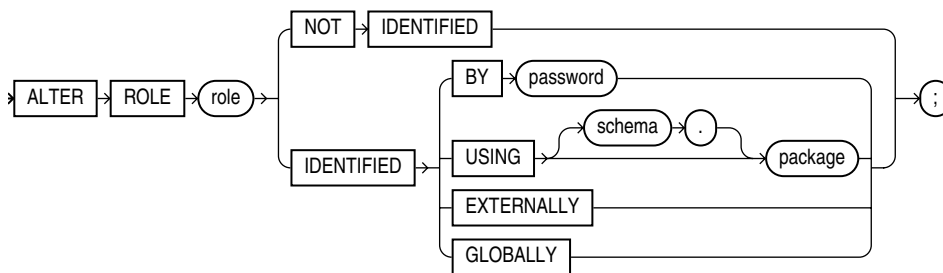 NOT IDENTIFIED
BY password
ALTER ROLE role ;
schema .
IDENTIFIED USING package
EXTERNALLY
GLOBALLY